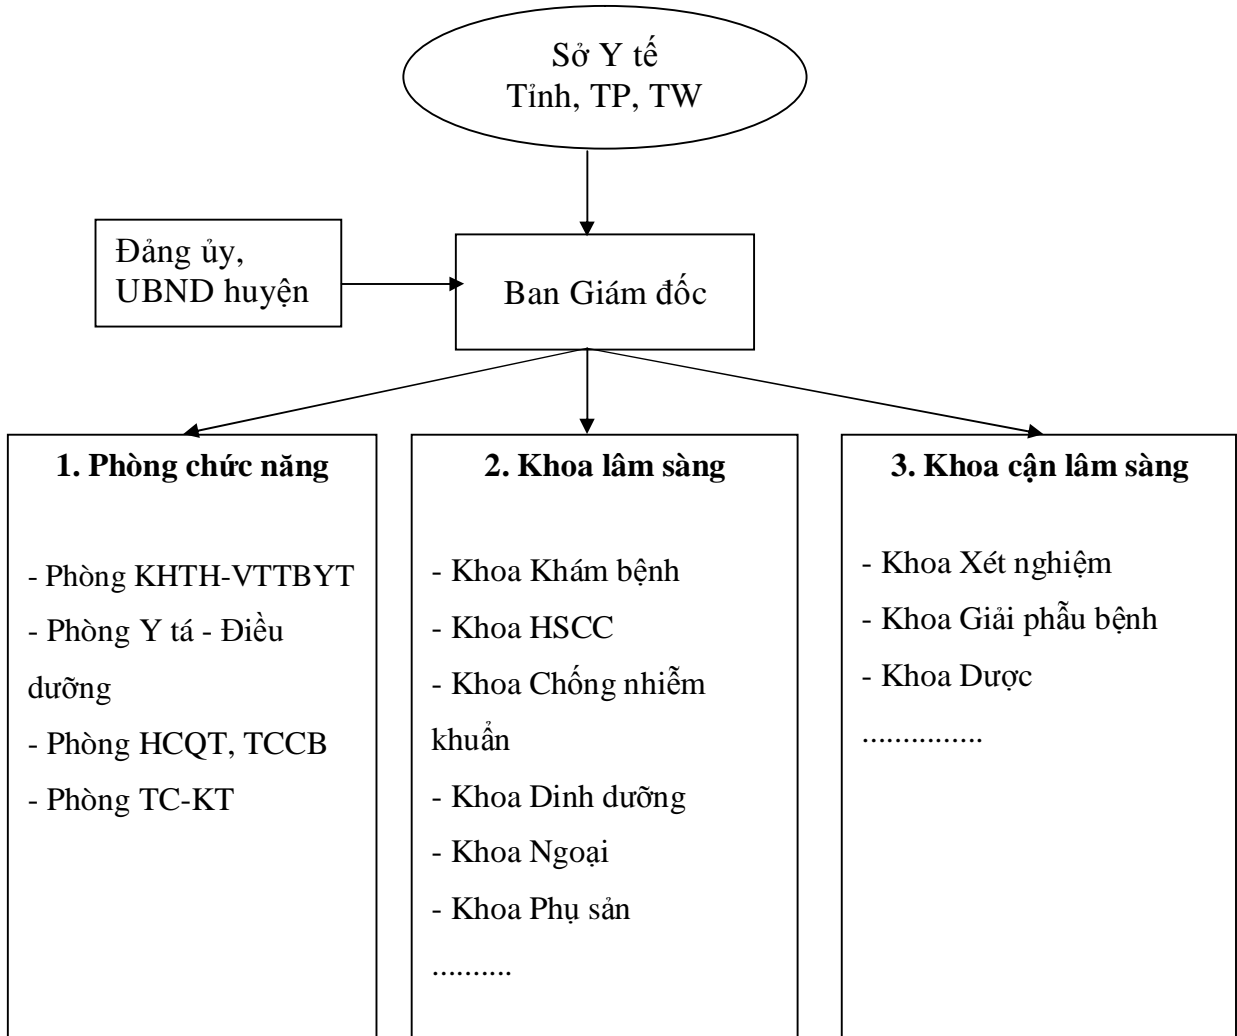 Sở Y tế
Tỉnh, TP, TW
Đảng ủy,
UBND huyện
Ban Giám đốc
1. Phòng chức năng
- Phòng KHTH-VTTBYT
- Phòng Y tá - Điều
dưỡng
- Phòng HCQT, TCCB
- Phòng TC-KT
2. Khoa lâm sàng
- Khoa Khám bệnh
- Khoa HSCC
- Khoa Chống nhiễm
khuẩn
- Khoa Dinh dưỡng
- Khoa Ngoại
- Khoa Phụ sản
..........
3. Khoa cận lâm sàng
- Khoa Xét nghiệm
- Khoa Giải phẫu bệnh
- Khoa Dược
...............